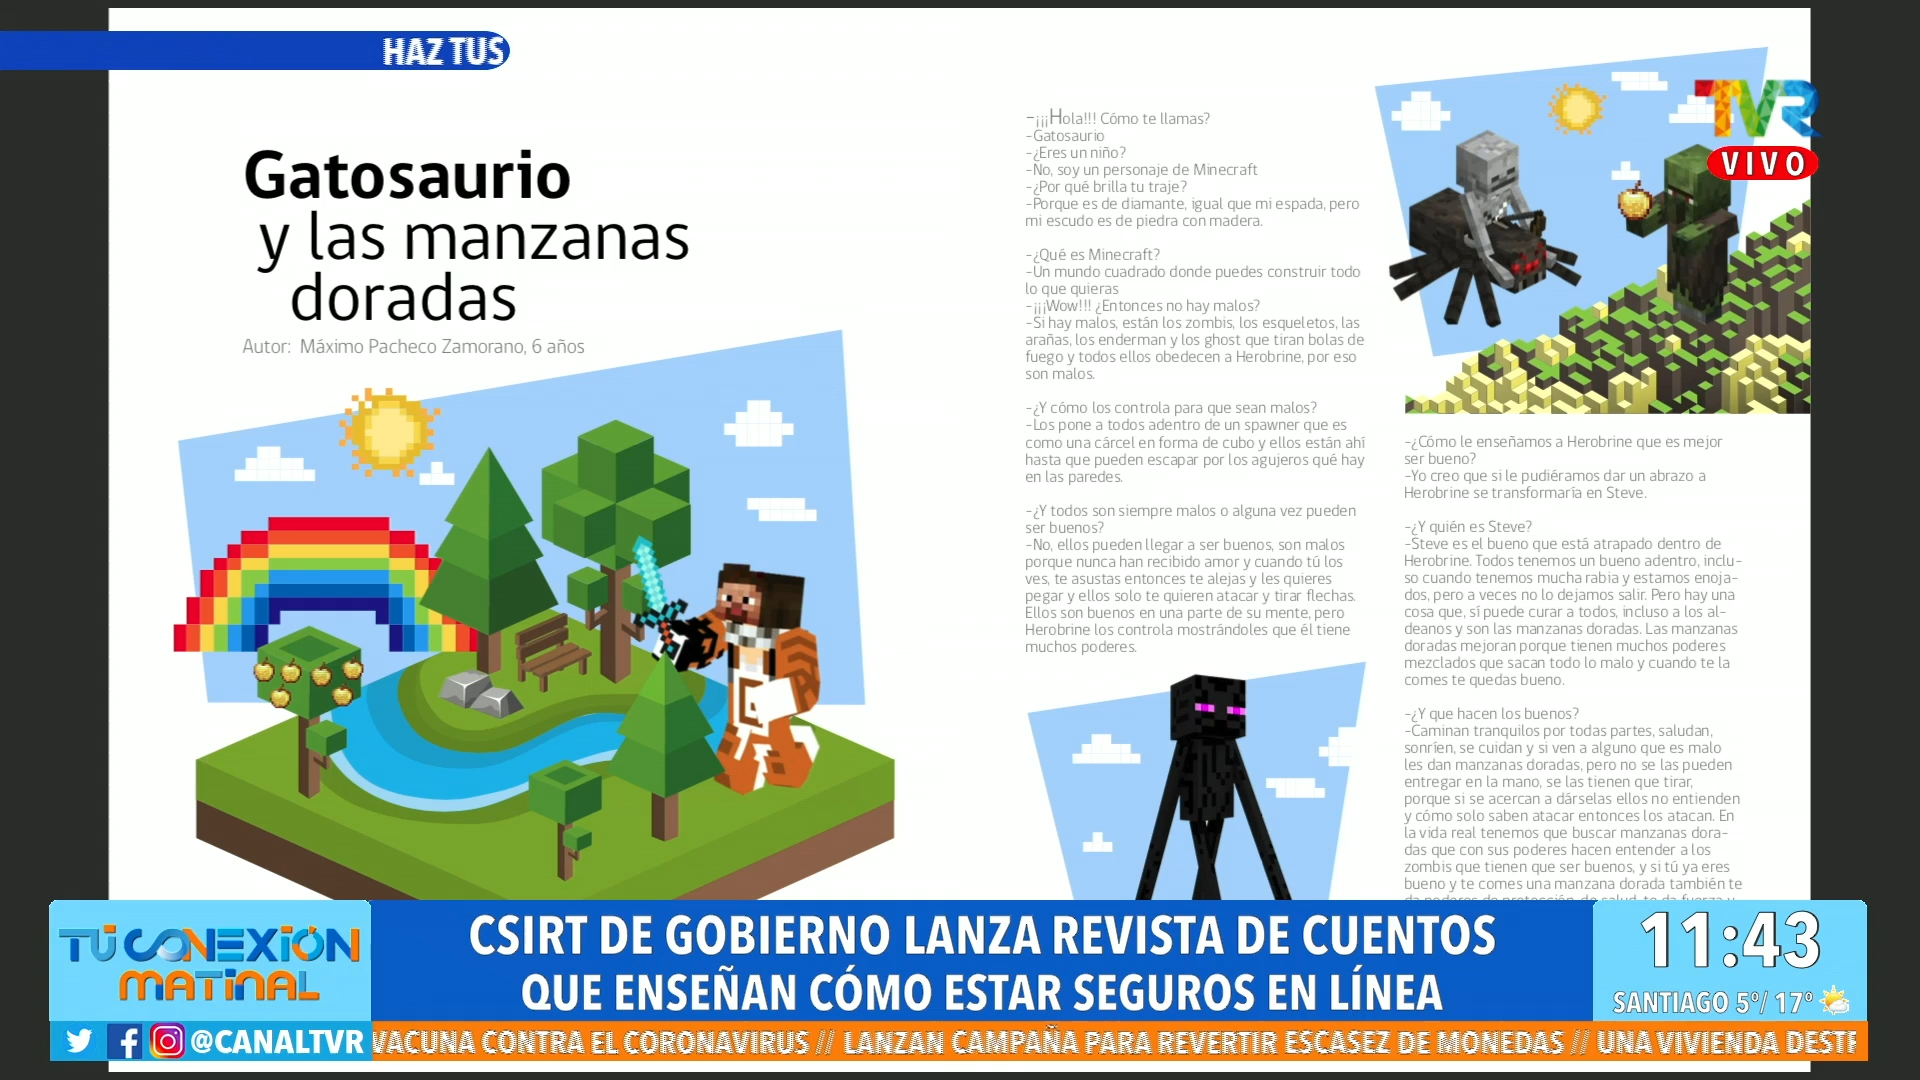 HAZ TUS
TVR
VIVO
Gatosaurio
y las manzanas
doradas
Autor: Máximo Pacheco Zamorano, 6 años
-¡¡¡Hola!!! Cómo te llamas?
-Gatosaurio
-¿Eres un niño?
-No, soy un personaje de Minecraft
-¿Por qué brilla tu traje?
-Porque es de diamante, igual que mi espada, pero
mi escudo es de piedra con madera.
-¿Qué es Minecraft?
-Un mundo cuadrado donde puedes construir todo
lo que quieras
-¡¡¡Wow!!! ¿Entonces no hay malos?
-Si hay malos, están los zombis, los esqueletos, las
arañas, los enderman y los ghost que tiran bolas de
fuego y todos ellos obedecen a Herobrine, por eso
son malos.
-¿Y cómo los controla para que sean malos?
-Los pone a todos adentro de un spawner que es
como una cárcel en forma de cubo y ellos están ahí
hasta que pueden escapar por los agujeros qué hay
en las paredes.
-¿Y todos son siempre malos o alguna vez pueden
ser buenos?
-No, ellos pueden llegar a ser buenos, son malos
porque nunca han recibido amor y cuando tú los
ves, te asustas entonces te alejas y les quieres
pegar y ellos solo te quieren atacar y tirar flechas.
Ellos son buenos en una parte de su mente, pero
Herobrine los controla mostrándoles que él tiene
muchos poderes.
-¿Cómo le enseñamos a Herobrine que es mejor
ser bueno?
-Yo creo que si le pudiéramos dar un abrazo a
Herobrine se transformaría en Steve.
-¿Y quién es Steve?
-Steve es el bueno que está atrapado dentro de
Herobrine. Todos tenemos un bueno adentro, inclu-
so cuando tenemos mucha rabia y estamos enoja-
dos, pero a veces no lo dejamos salir. Pero hay una
cosa que, sí puede curar a todos, incluso a los al-
deanos y son las manzanas doradas. Las manzanas
doradas mejoran porque tienen muchos poderes
mezclados que sacan todo lo malo y cuando te la
comes te quedas bueno.
-¿Y que hacen los buenos?
-Caminan tranquilos por todas partes, saludan,
sonríen, se cuidan y si ven a alguno que es malo
les dan manzanas doradas, pero no se las pueden
entregar en la mano, se las tienen que tirar,
porque si se acercan a dárselas ellos no entienden
y cómo solo saben atacar entonces los atacan. En
la vida real tenemos que buscar manzanas dora-
das que con sus poderes hacen entender a los
zombis que tienen que ser buenos, y si tú ya eres
bueno y te comes una manzana dorada también te
TU CONEXIÓN
MATINAL
CSIRT DE GOBIERNO LANZA REVISTA DE CUENTOS
QUE ENSEÑAN CÓMO ESTAR SEGUROS EN LÍNEA
11:43
SANTIAGO 5º/ 17º
@CANALTVR
VACUNA CONTRA EL CORONAVIRUS // LANZAN CAMPAÑA PARA REVERTIR ESCASEZ DE MONEDAS // UNA VIVIENDA